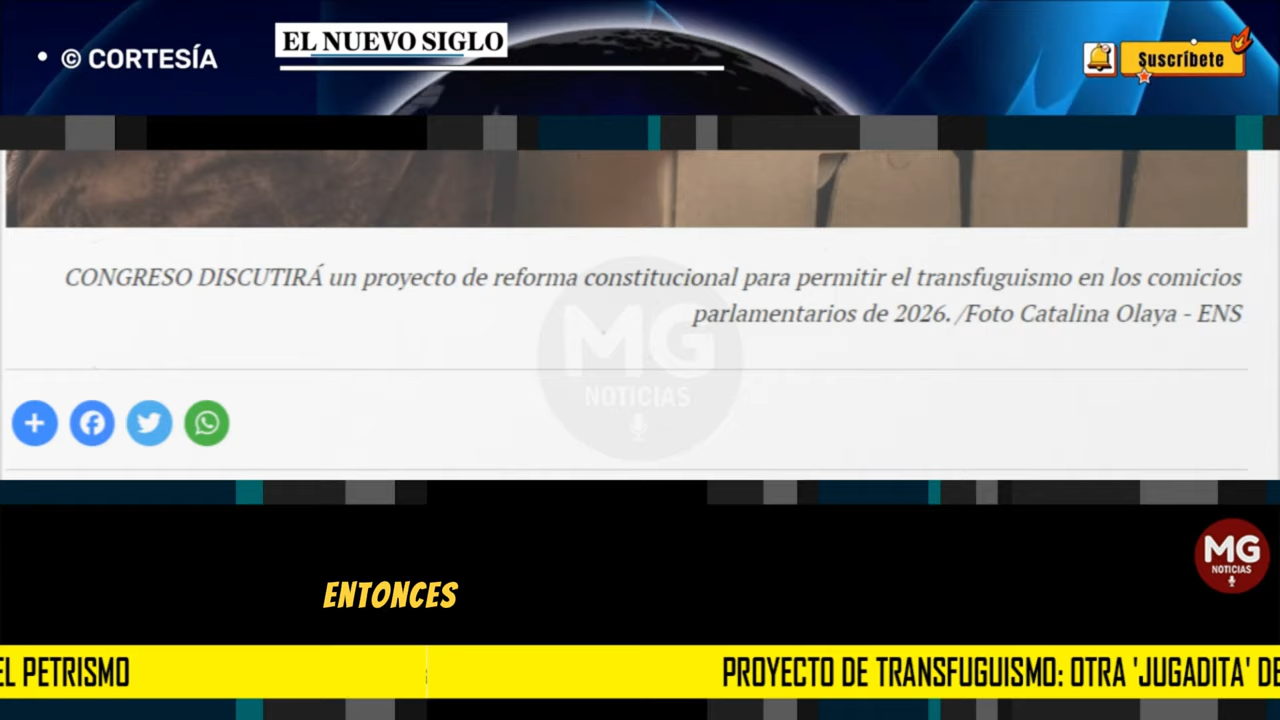 • © CORTESÍA
EL NUEVO SIGLO
Suscríbete
CONGRESO DISCUTIRÁ un proyecto de reforma constitucional para permitir el transfuguismo en los comicios
parlamentarios de 2026. /Foto Catalina Olaya - ENS
MG
NOTICIAS
MG
NOTICIAS
ENTONCES
EL PETRISMO
PROYECTO DE TRANSFUGUISMO: OTRA 'JUGADITA' DE